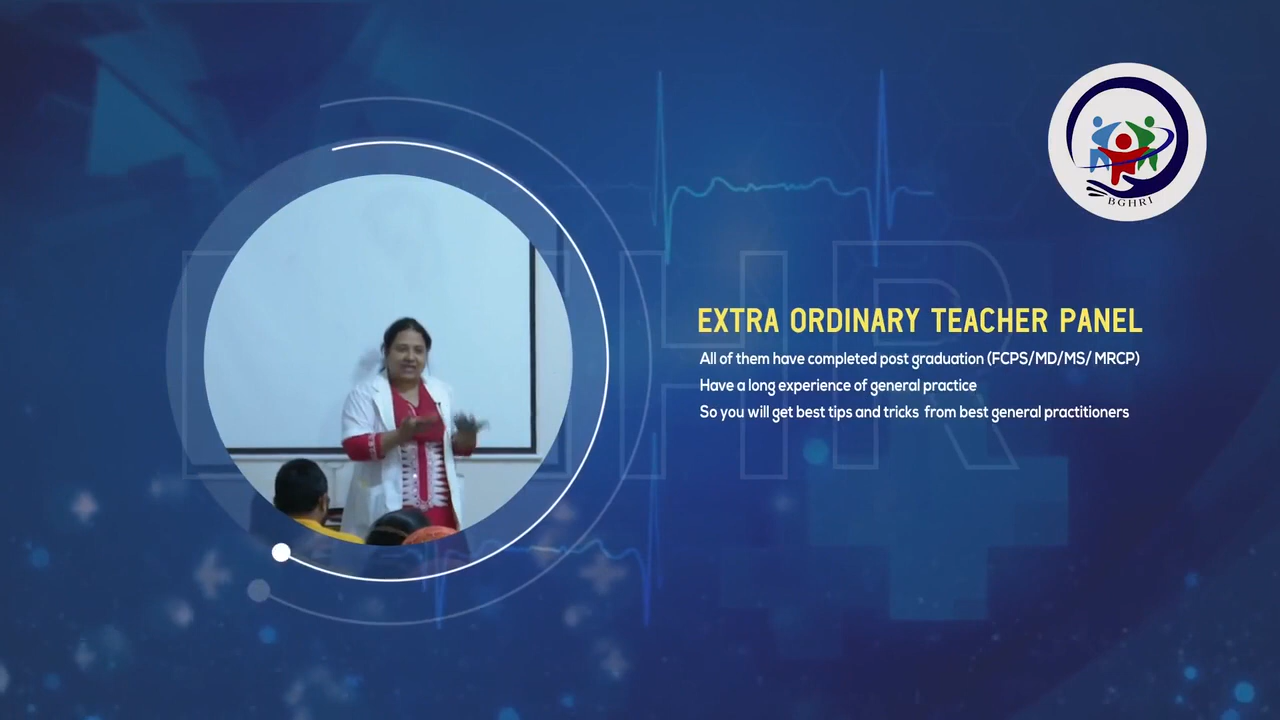 BGHRI
EXTRA ORDINARY TEACHER PANEL
All of them have completed post graduation (FCPS/MD/MS/ MRCP)
Have a long experience of general practice
So you will get best tips and tricks from best general practitioners